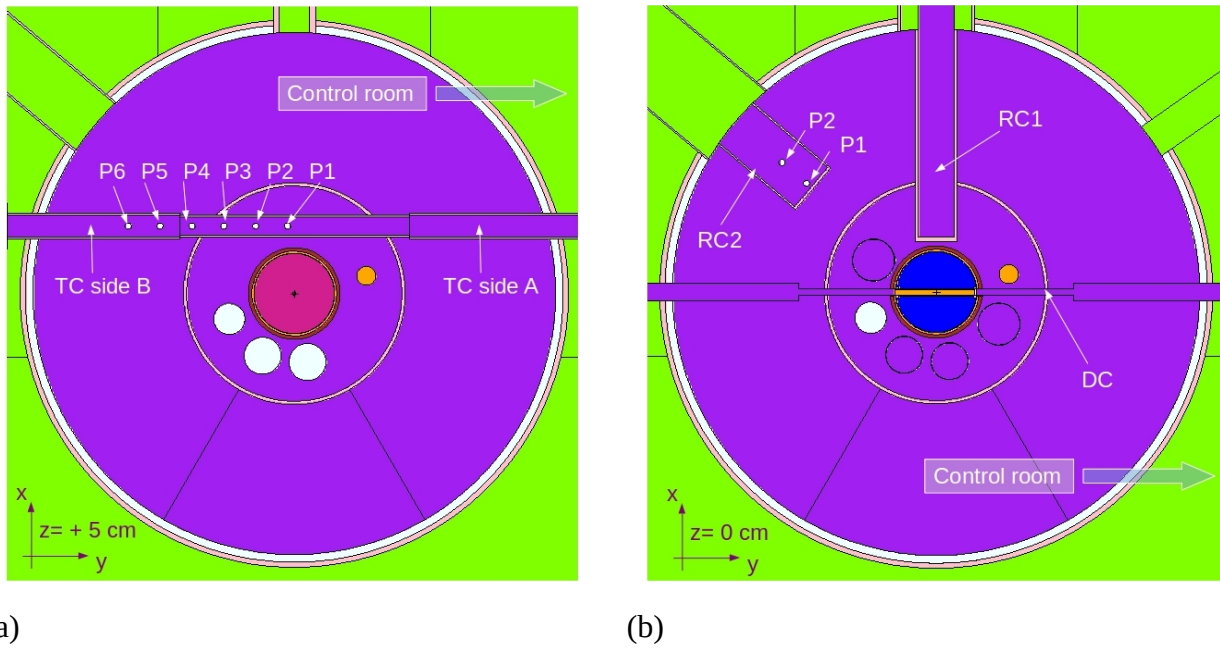 Control room
P6 P5 P4 P3 P2 P1
TC side B
TC side A
x
z= + 5 cm
y
a)
P2
P1
RC1
RC2
DC
Control room
x
z= 0 cm
y
(b)